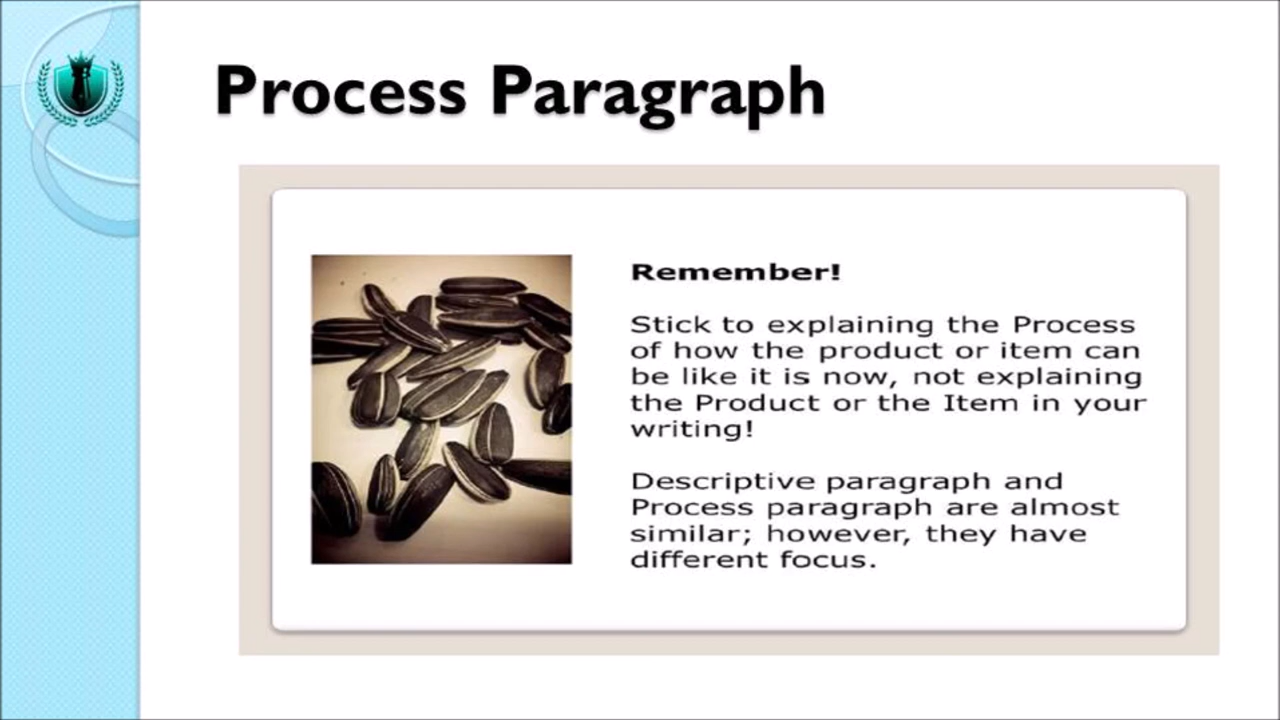 Process Paragraph
Remember!
Stick to explaining the Process
of how the product or item can
be like it is now, not explaining
the Product or the Item in your
writing!
Descriptive paragraph and
Process paragraph are almost
similar; however, they have
different focus.